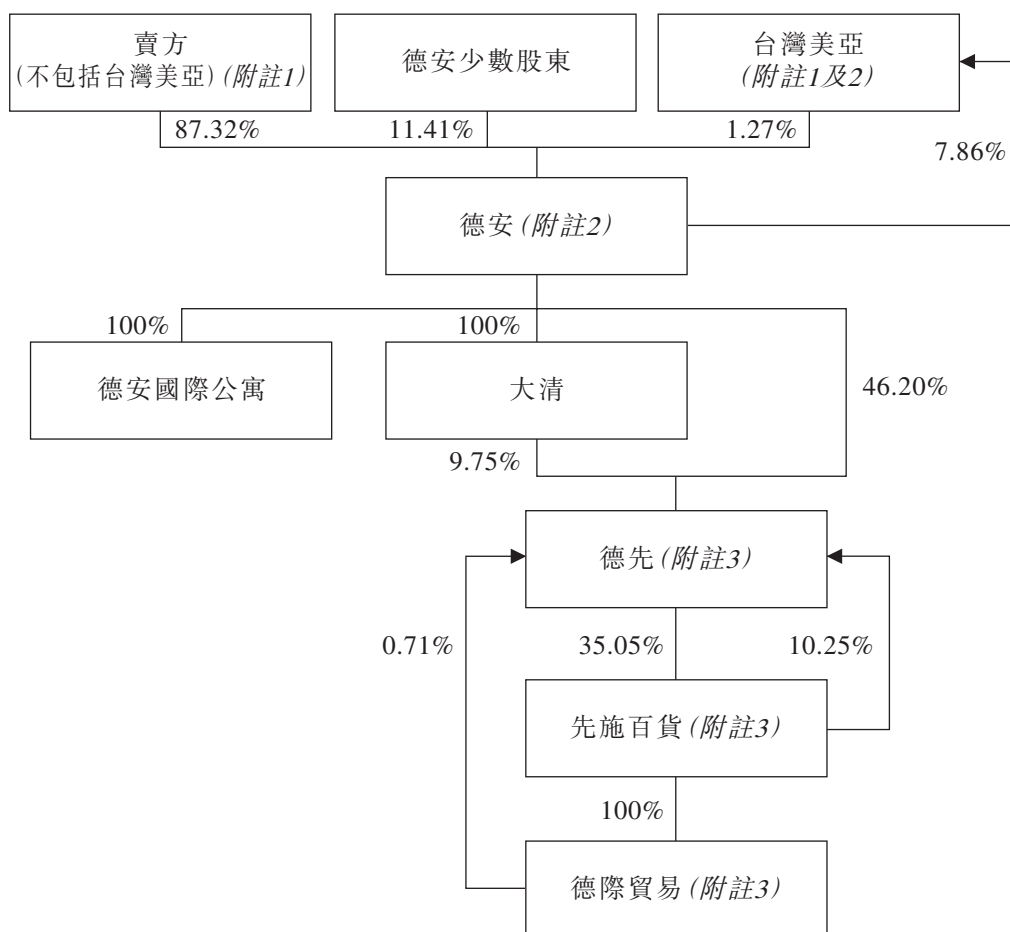 賣方
(不包括台灣美亞)(附註1)
德安少數股東
台灣美亞
(附註1及2)
87.32%
11.41%
1.27%
7.86%
德安(附註2)
100%
100%
德安國際公寓
大清
46.20%
9.75%
德先(附註3)
0.71%
35.05%
10.25%
先施百貨(附註3)
100%
德際貿易(附註3)